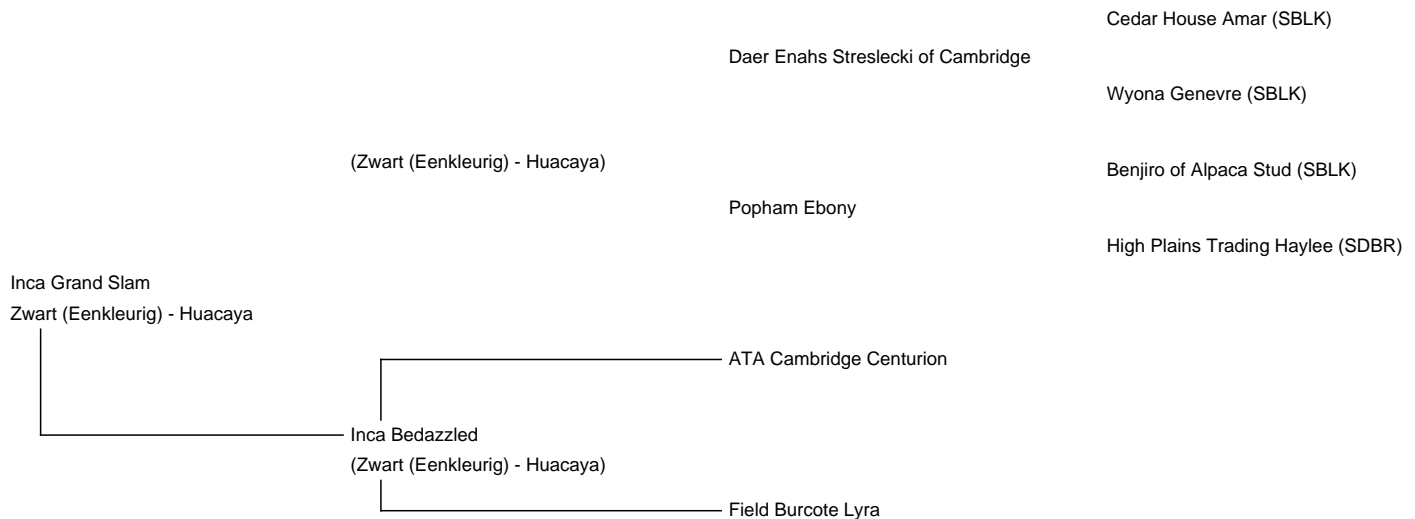 Cedar House Amar (SBLK)
Daer Enahs Streslecki of Cambridge
Wyona Genevre (SBLK)
(Zwart (Eenkleurig) - Huacaya)
Benjiro of Alpaca Stud (SBLK)
Popham Ebony
High Plains Trading Haylee (SDBR)
Inca Grand Slam
Zwart (Eenkleurig) - Huacaya
ATA Cambridge Centurion
Inca Bedazzled
(Zwart (Eenkleurig) - Huacaya)
Field Burcote Lyra